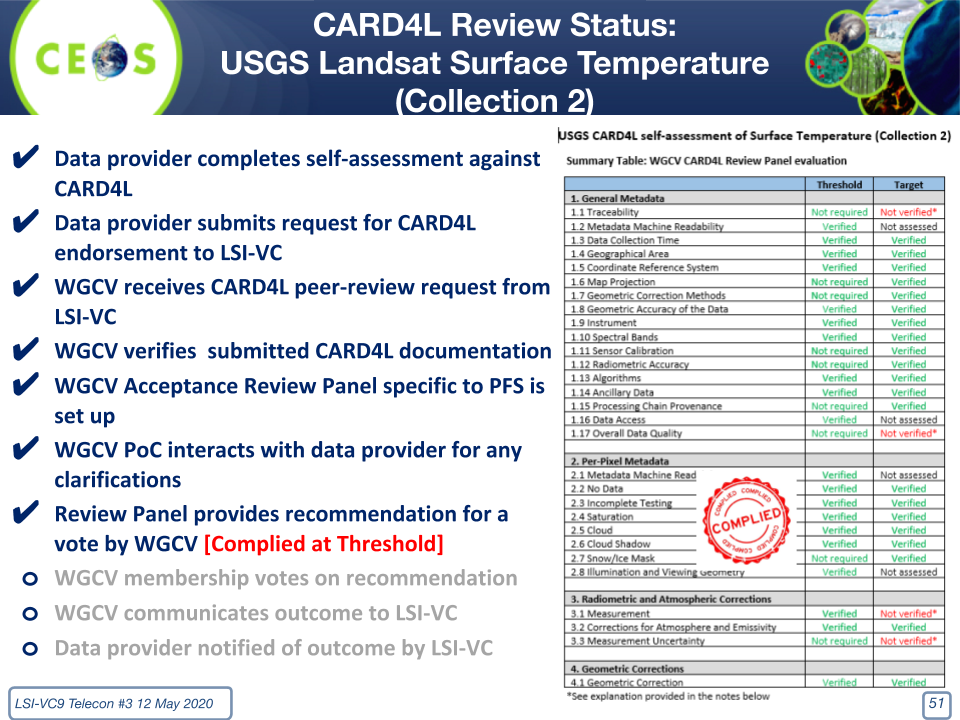 CEOS
CARD4L Review Status:
USGS Landsat Surface Temperature
(Collection 2)
✔ Data provider completes self-assessment against
CARD4L
✔ Data provider submits request for CARD4L
endorsement to LSI-VC
✔ WGCV receives CARD4L peer-review request from
LSI-VC
✔ WGCV verifies submitted CARD4L documentation
✔ WGCV Acceptance Review Panel specific to PFS is
set up
✔ WGCV PoC interacts with data provider for any
clarifications
✔ Review Panel provides recommendation for a
vote by WGCV [Complied at Threshold]
o WGCV membership votes on recommendation
o WGCV communicates outcome to LSI-VC
o Data provider notified of outcome by LSI-VC
USGS CARD4L self-assessment of Surface Temperature (Collection 2)
Summary Table: WGCV CARD4L Review Panel evaluation
Threshold Target
1. General Metadata
1.1 Traceability Not required Not verified*
1.2 Metadata Machine Readability Verified Not assessed
1.3 Data Collection Time Verified Verified
1.4 Geographical Area Verified Verified
1.5 Coordinate Reference System Verified Verified
1.6 Map Projection Not required Verified
1.7 Geometric Correction Methods Not required Verified
1.8 Geometric Accuracy of the Data Verified Verified
1.9 Instrument Verified Verified
1.10 Spectral Bands Verified Verified
1.11 Sensor Calibration Not required Verified
1.12 Radiometric Accuracy Not required Verified
1.13 Algorithms Verified Verified
1.14 Ancillary Data Verified Verified
1.15 Processing Chain Provenance Not required Verified
1.16 Data Access Verified Not assessed
1.17 Overall Data Quality Not required Not verified*
2. Per-Pixel Metadata
2.1 Metadata Machine Read Verified Not assessed
2.2 No Data Verified Verified
2.3 Incomplete Testing Verified Verified
2.4 Saturation Verified Verified
2.5 Cloud Verified Verified
2.6 Cloud Shadow Verified Verified
2.7 Snow/Ice Mask Not required Verified
2.8 Illumination and Viewing Geometry Verified Not assessed
COMPLIED COMPLIED
COMPLIED
COMPLIED COMPLIED
3. Radiometric and Atmospheric Corrections
3.1 Measurement Verified Not verified*
3.2 Corrections for Atmosphere and Emissivity Verified Verified
3.3 Measurement Uncertainty Not required Not verified*
4. Geometric Corrections
4.1 Geometric Correction Verified Verified
*See explanation provided in the notes below
LSI-VC9 Telecon #3 12 May 2020
51